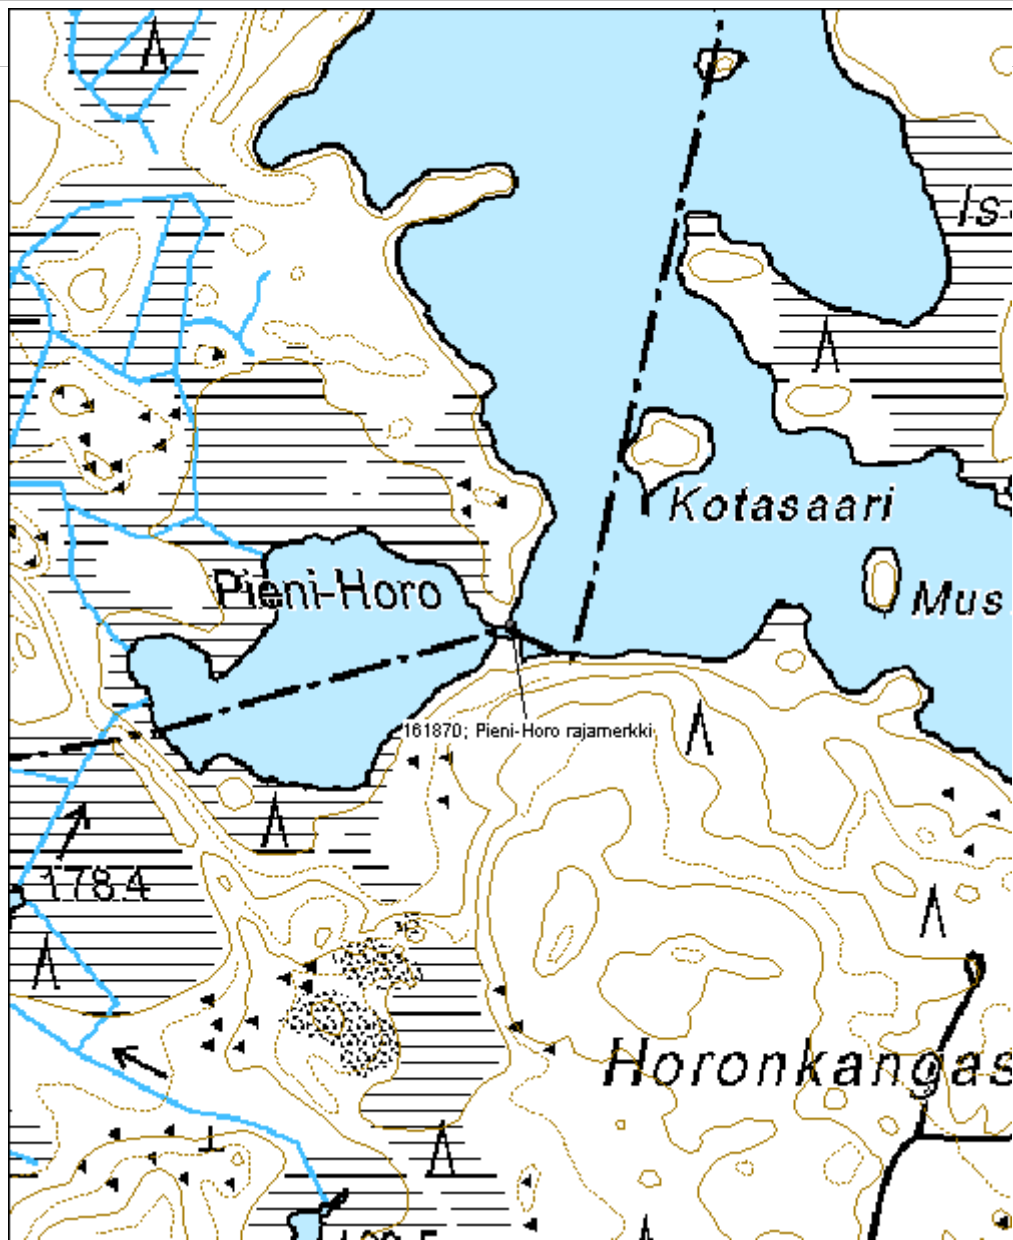 Is
Kotasaari
Pieni-Horo
Mus
161870; Pieni-Horo rajamerkki
178.4
Horonkangas